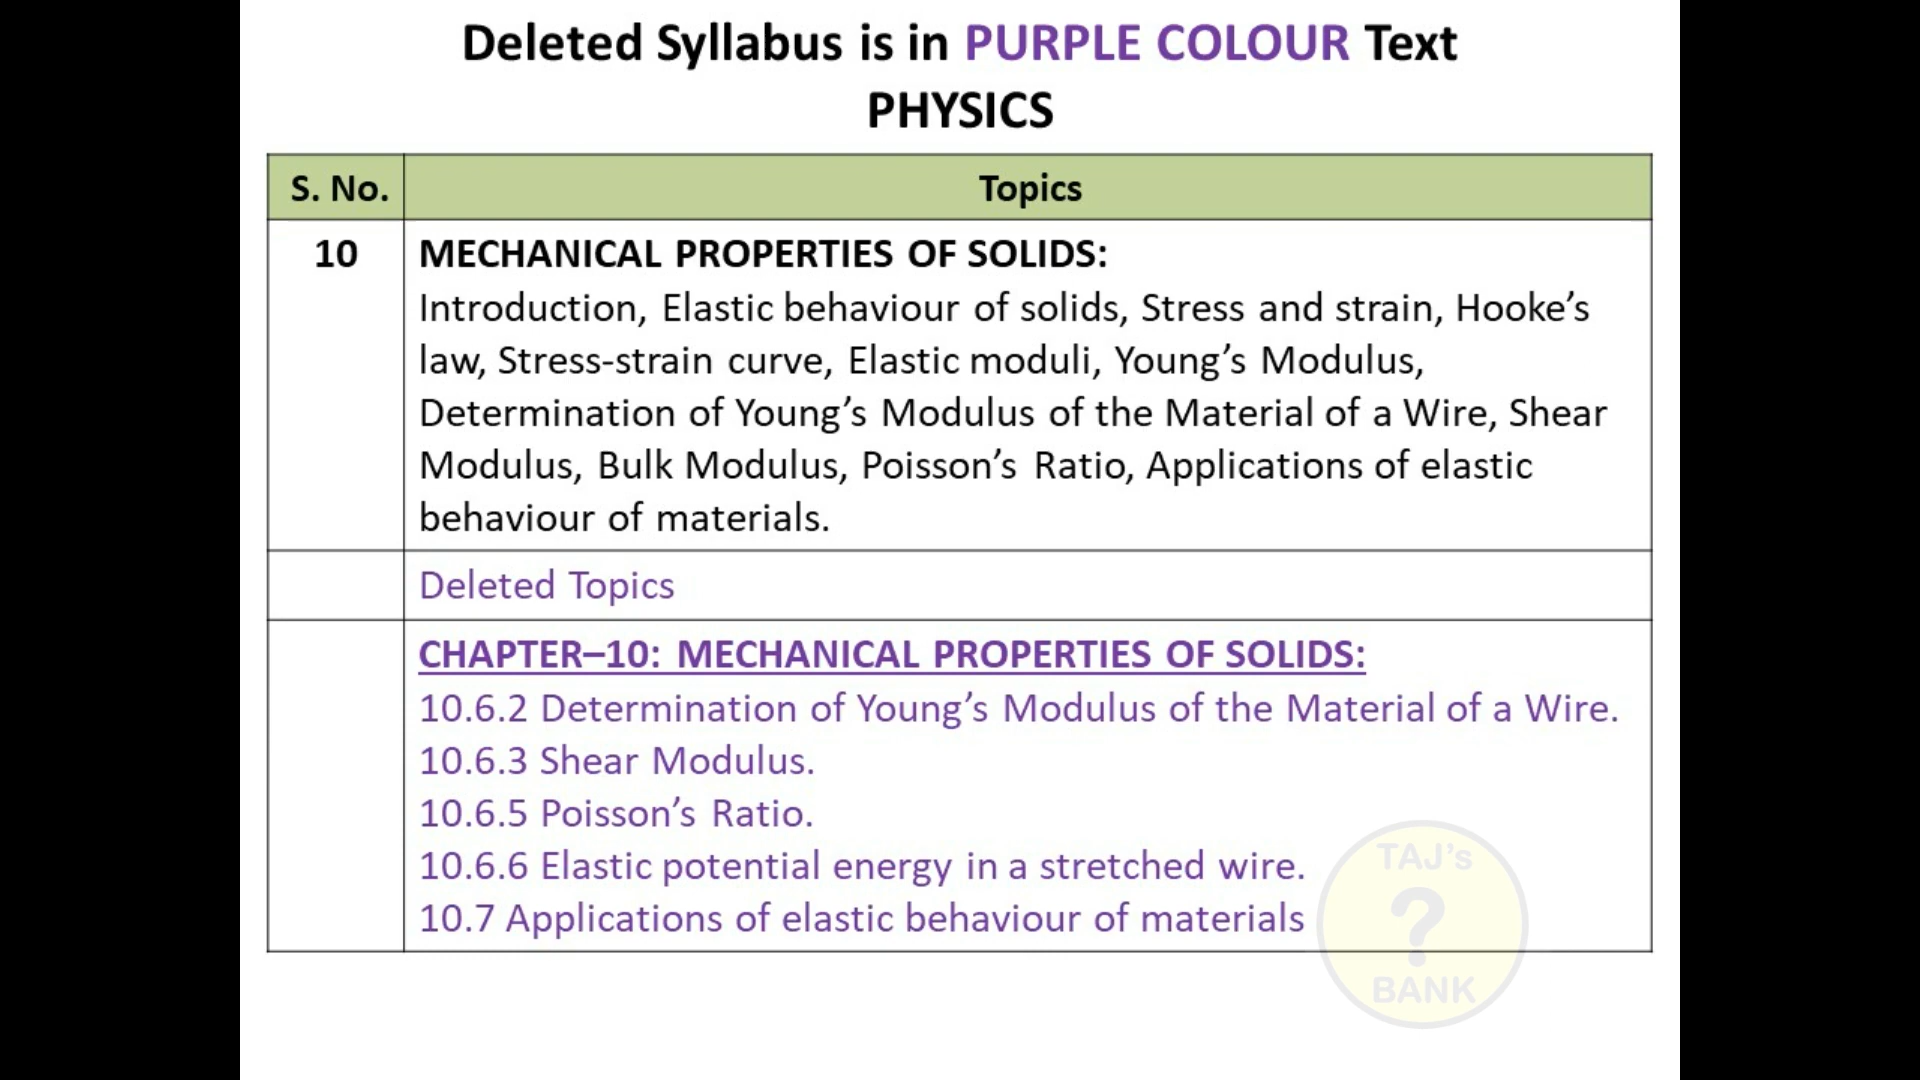 Deleted Syllabus is in PURPLE COLOUR Text
PHYSICS
S. No.
Topics
10
MECHANICAL PROPERTIES OF SOLIDS:
Introduction, Elastic behaviour of solids, Stress and strain, Hooke’s
law, Stress-strain curve, Elastic moduli, Young’s Modulus,
Determination of Young’s Modulus of the Material of a Wire, Shear
Modulus, Bulk Modulus, Poisson’s Ratio, Applications of elastic
behaviour of materials.
Deleted Topics
CHAPTER–10: MECHANICAL PROPERTIES OF SOLIDS:
10.6.2 Determination of Young’s Modulus of the Material of a Wire.
10.6.3 Shear Modulus.
10.6.5 Poisson’s Ratio.
10.6.6 Elastic potential energy in a stretched wire.
10.7 Applications of elastic behaviour of materials
TAJ’s
?
BANK